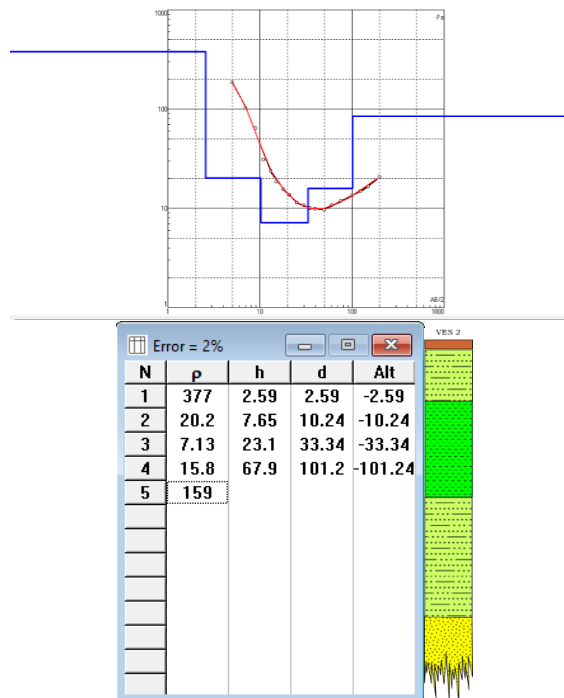 1000 Pa
100
10
1
1 10 100 1000
AB/2
VES 2
Error = 2%
N ρ h d Alt
1 377 2.59 2.59 -2.59
2 20.2 7.65 10.24 -10.24
3 7.13 23.1 33.34 -33.34
4 15.8 67.9 101.2 -101.24
5 159